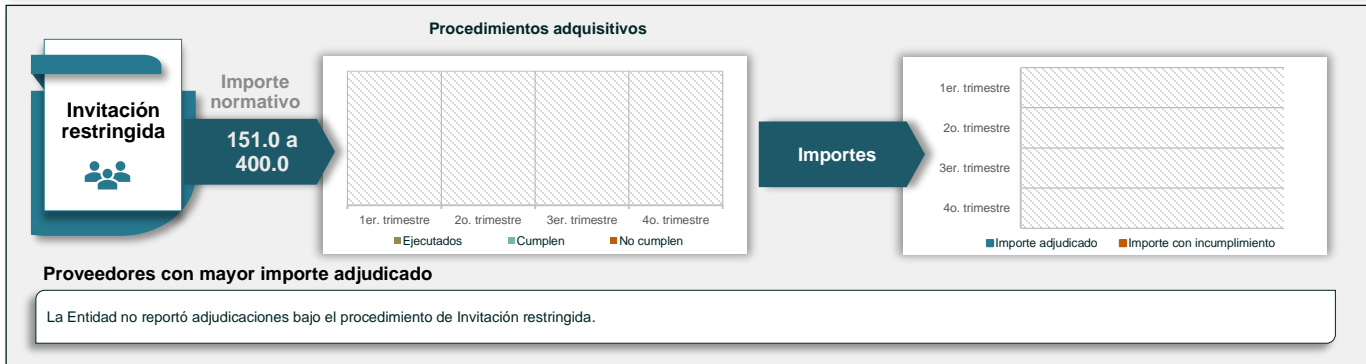 Procedimientos adquisitivos
Invitación
restringida
Importe
normativo
151.0 a
400.0
1er. trimestre
2o. trimestre
3er. trimestre
4o. trimestre
Ejecutados
Cumplen
No cumplen
Importes
1er. trimestre
2o. trimestre
3er. trimestre
4o. trimestre
Importe adjudicado
Importe con incumplimiento
Proveedores con mayor importe adjudicado
La Entidad no reportó adjudicaciones bajo el procedimiento de Invitación restringida.